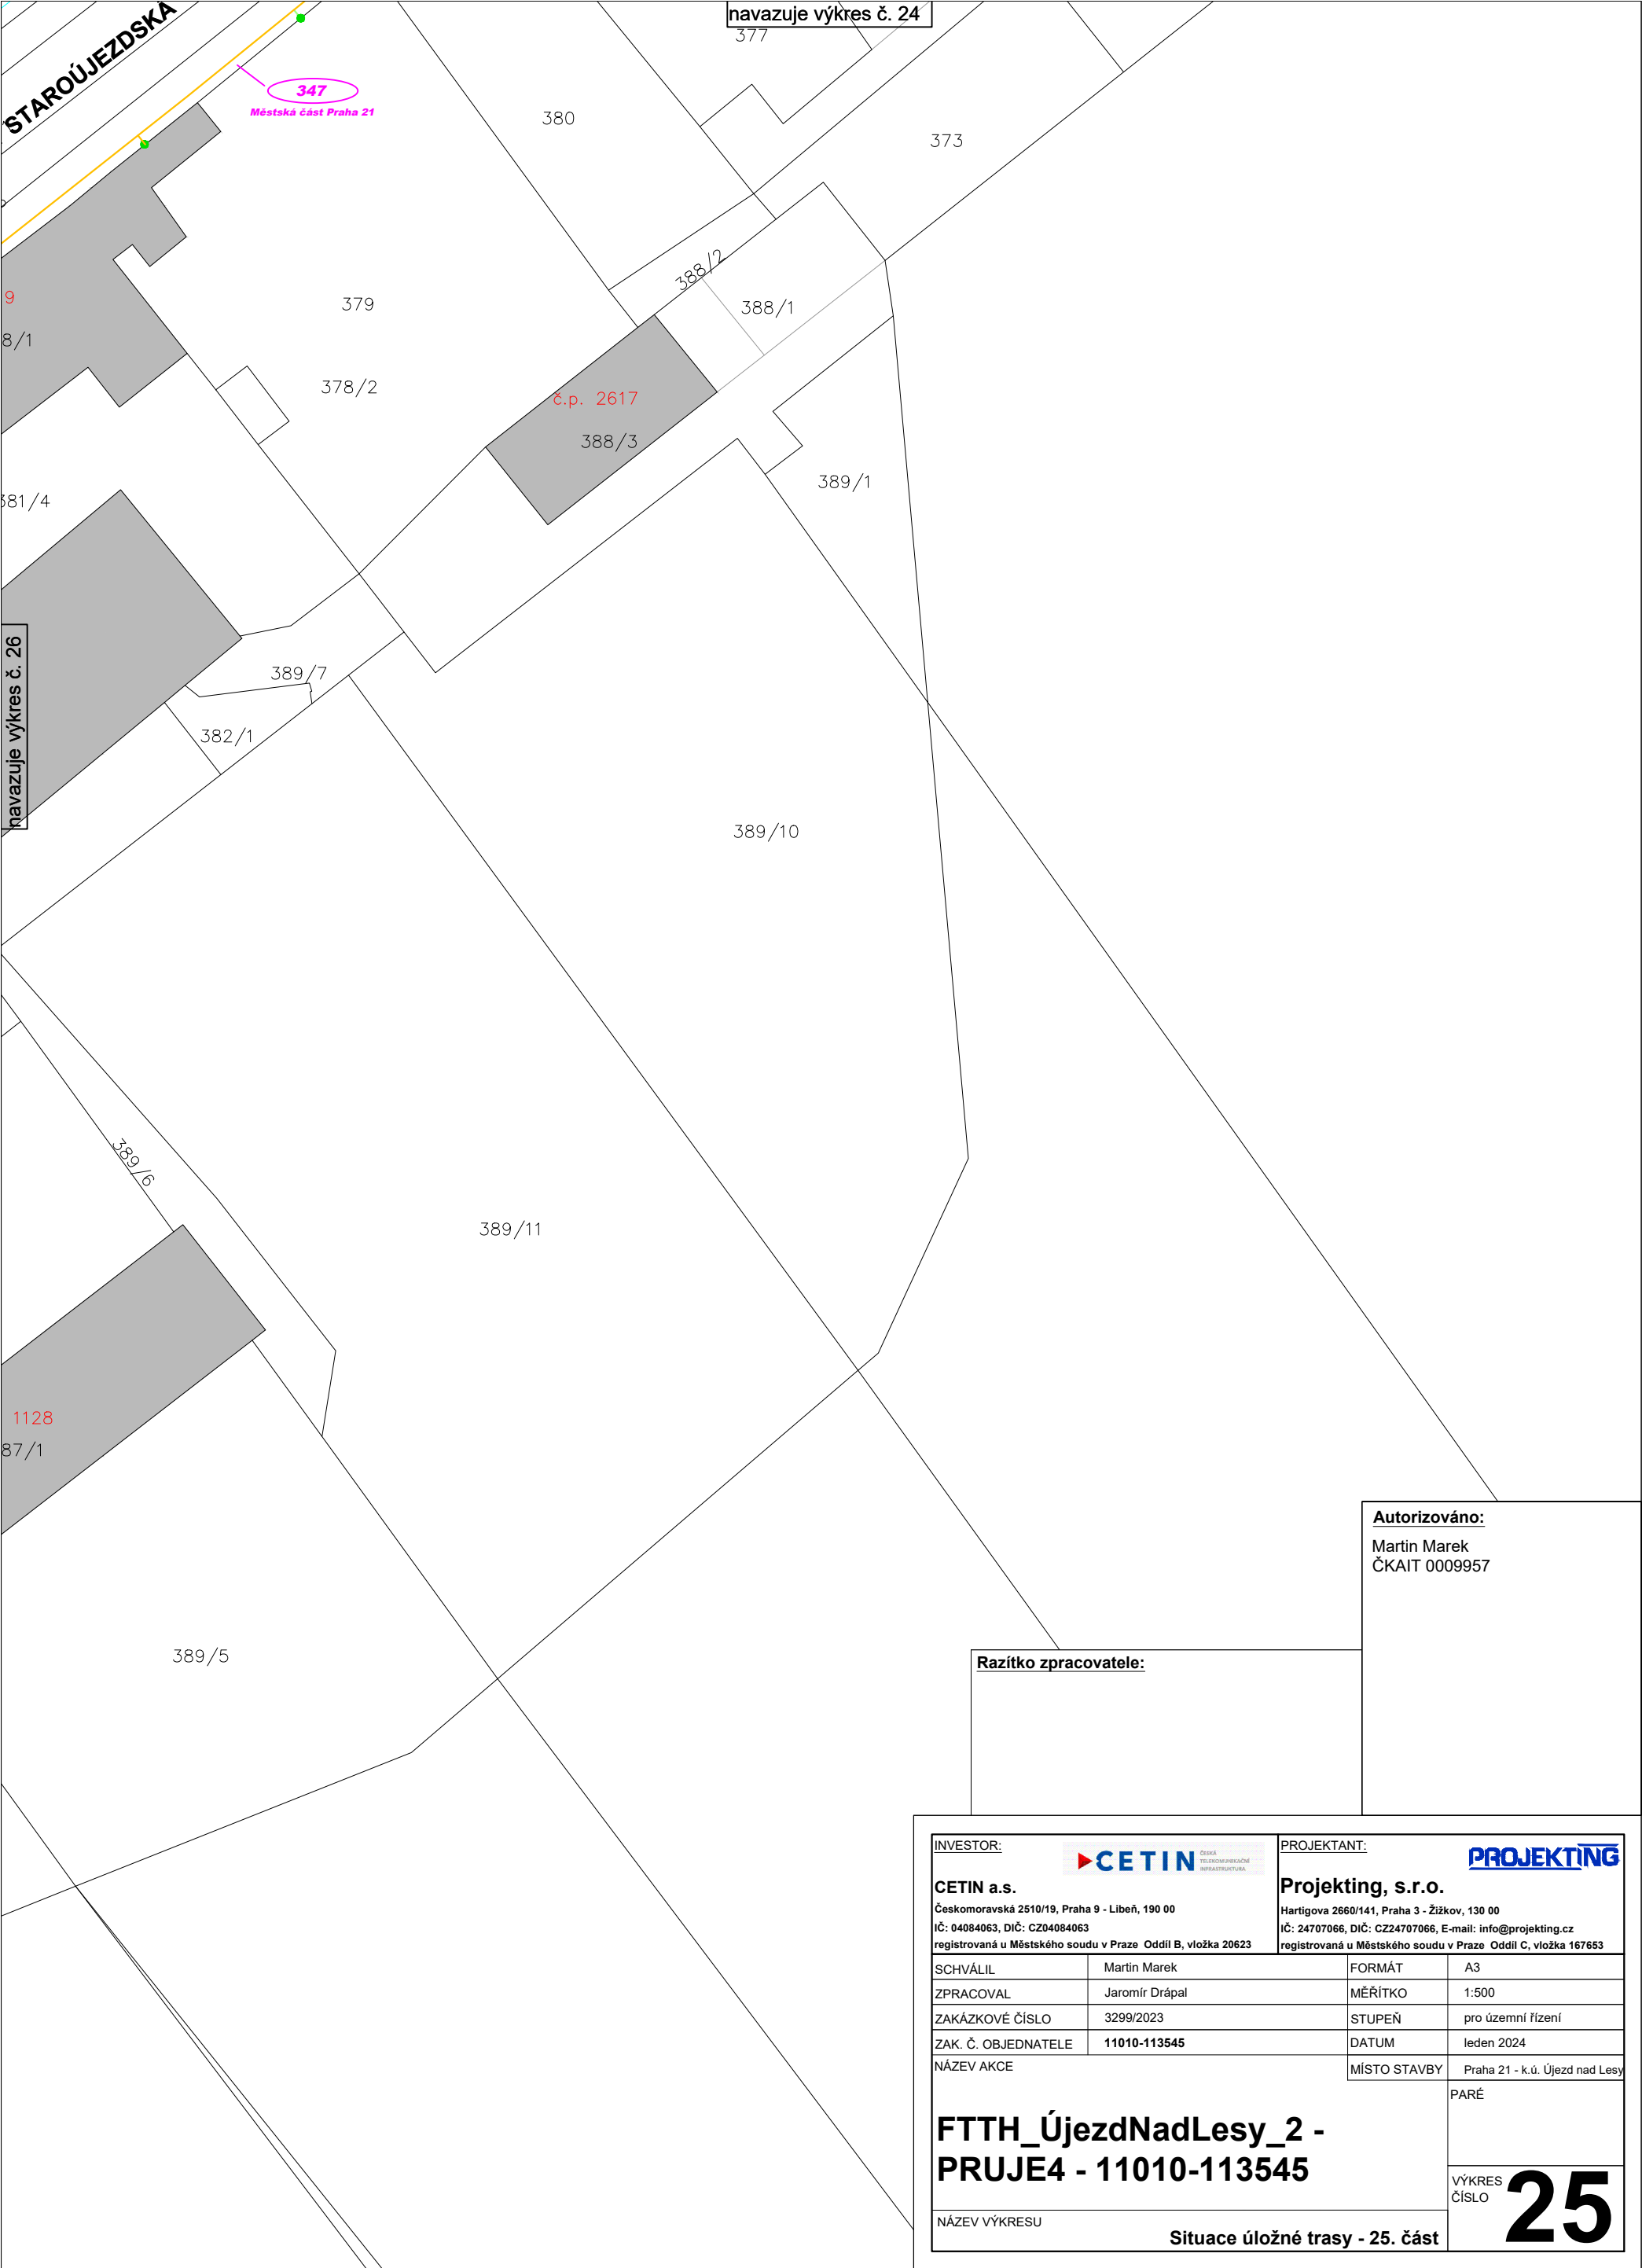 navazuje výkres č. 24
STAROÚJEZDSKÁ
347
Městská část Praha 21
377
380
373
388/2
388/1
379
9
8/1
378/2
č.p. 2617
388/3
389/1
381/4
navazuje výkres č. 26
389/7
382/1
389/10
389/6
389/11
1128
87/1
389/5
Autorizováno:
Martin Marek
ČKAIT 0009957
Razítko zpracovatele:
INVESTOR:
CETIN ČESKÁ TELEKOMUNIKAČNÍ INFRASTRUKTURA
CETIN a.s.
Českomoravská 2510/19, Praha 9 - Libeň, 190 00
IČ: 04084063, DIČ: CZ04084063
registrovaná u Městského soudu v Praze Oddíl B, vložka 20623
PROJEKTANT:
PROJEKTING
Projekting, s.r.o.
Hartigova 2660/141, Praha 3 - Žižkov, 130 00
IČ: 24707066, DIČ: CZ24707066, E-mail: info@projekting.cz
registrovaná u Městského soudu v Praze Oddíl C, vložka 167653
SCHVÁLIL Martin Marek FORMÁT A3
ZPRACOVAL Jaromír Drápal MĚŘÍTKO 1:500
ZAKÁZKOVÉ ČÍSLO 3299/2023 STUPEŇ pro územní řízení
ZAK. Č. OBJEDNATELE 11010-113545 DATUM leden 2024
NÁZEV AKCE MÍSTO STAVBY Praha 21 - k.ú. Újezd nad Lesy
PARÉ
FTTH_ÚjezdNadLesy_2 -
PRUJE4 - 11010-113545
VÝKRES
ČÍSLO
25
NÁZEV VÝKRESU
Situace úložné trasy - 25. část